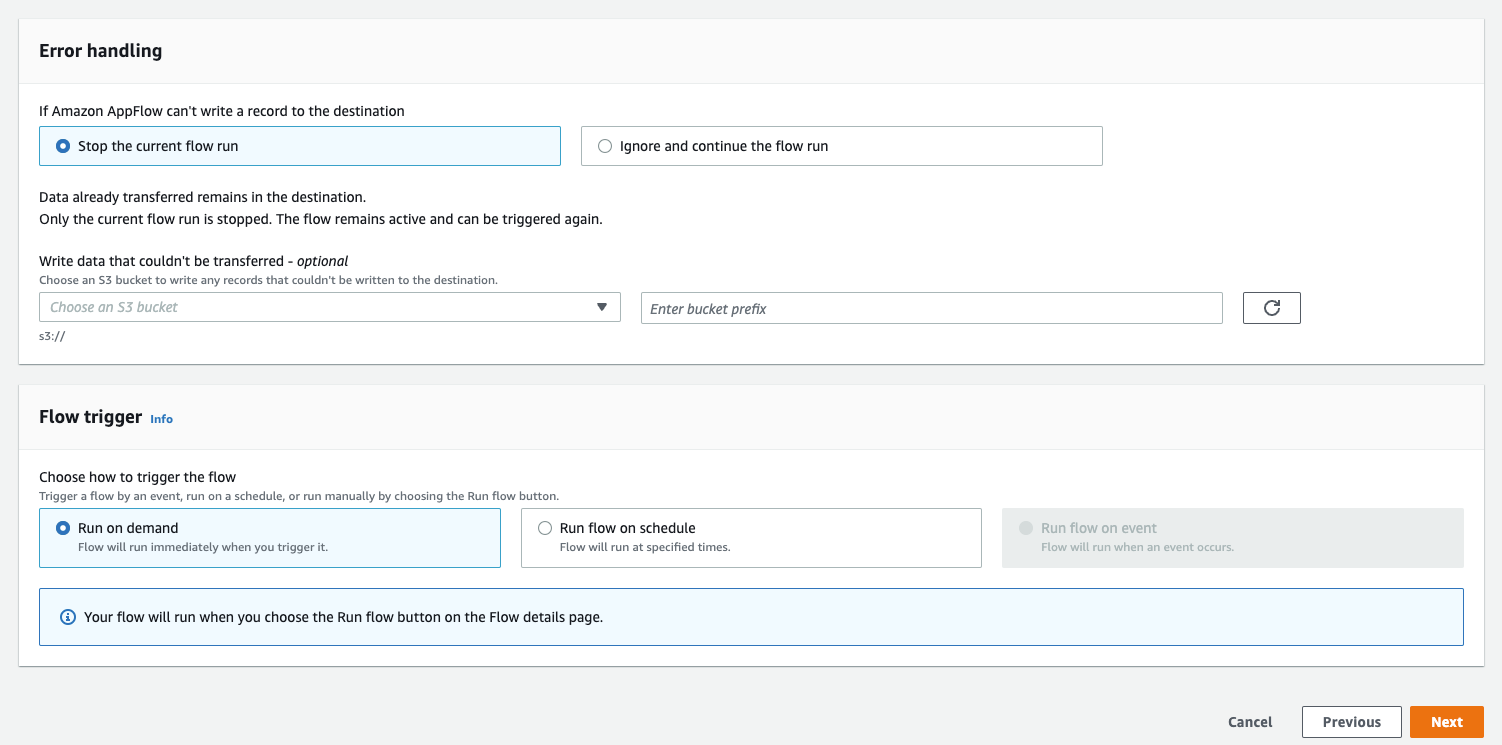 Error handling
If Amazon AppFlow can't write a record to the destination
Stop the current flow run
Ignore and continue the flow run
Data already transferred remains in the destination.
Only the current flow run is stopped. The flow remains active and can be triggered again.
Write data that couldn't be transferred - optional
Choose an S3 bucket to write any records that couldn't be written to the destination.
Choose an S3 bucket
Enter bucket prefix
s3://
Flow trigger Info
Choose how to trigger the flow
Trigger a flow by an event, run on a schedule, or run manually by choosing the Run flow button.
Run on demand
Flow will run immediately when you trigger it.
Run flow on schedule
Flow will run at specified times.
Run flow on event
Flow will run when an event occurs.
Your flow will run when you choose the Run flow button on the Flow details page.
Cancel
Previous
Next